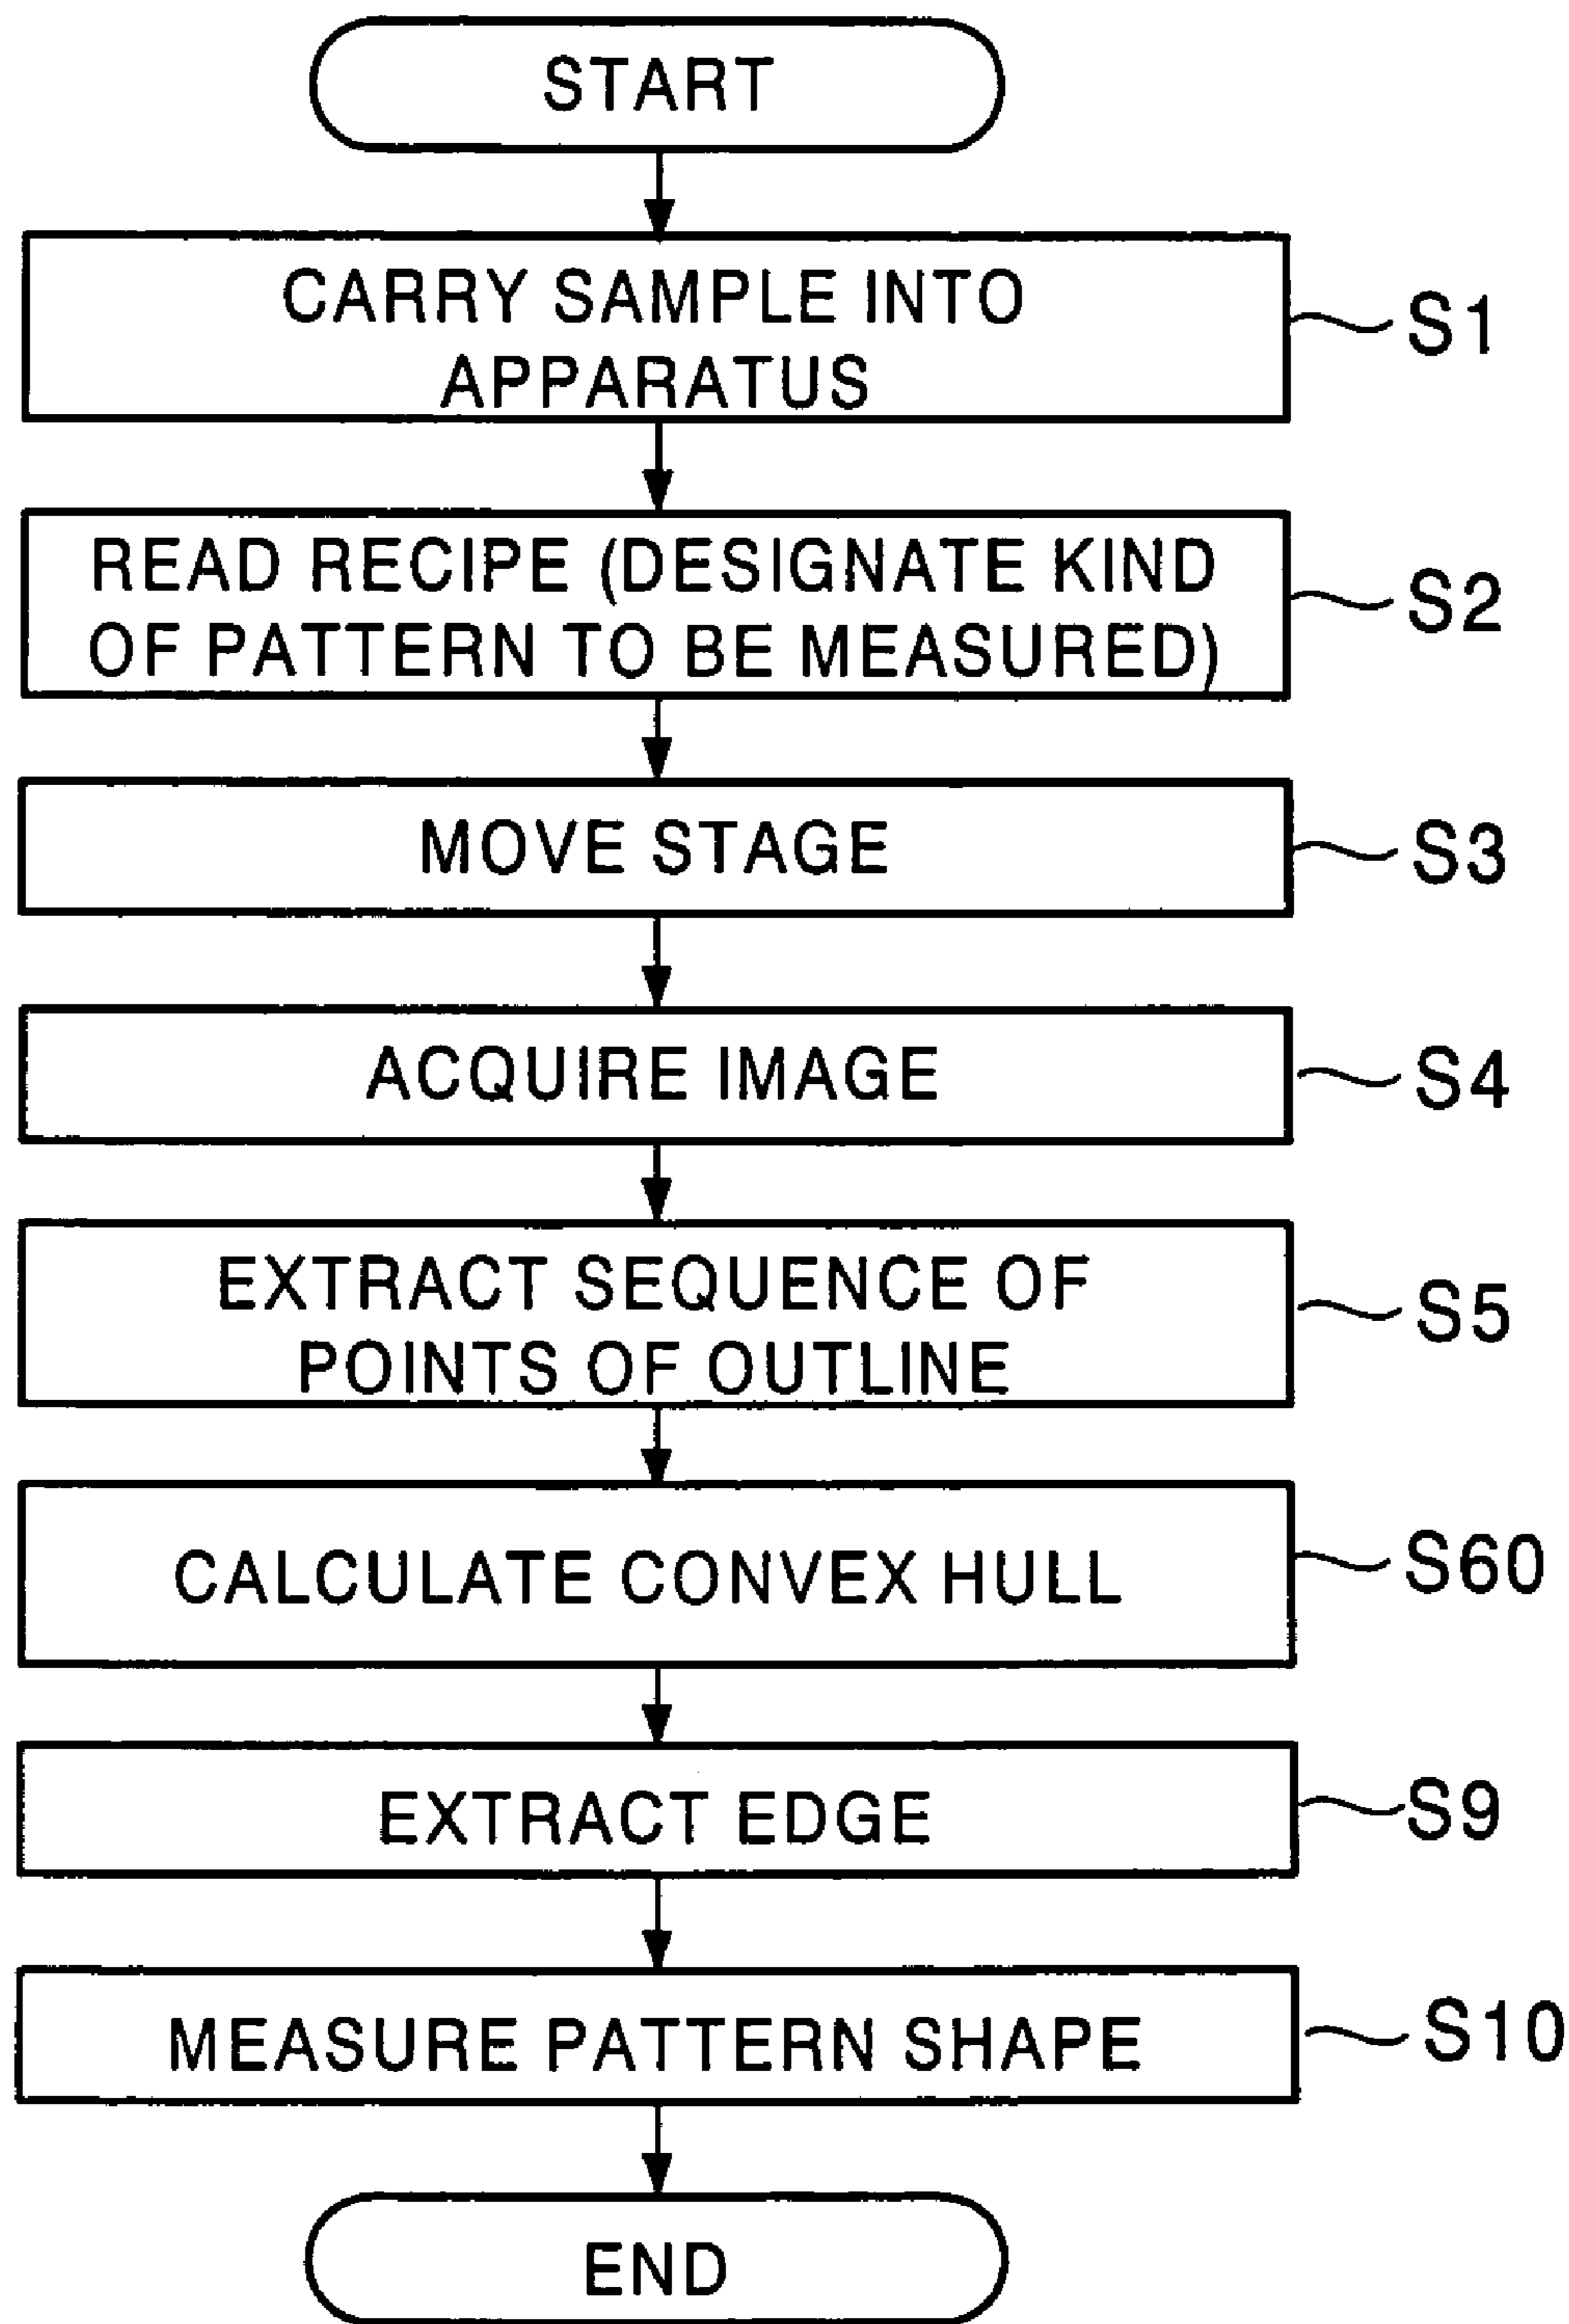 START
CARRY SAMPLE INTO
APPARATUS
S1
READ RECIPE (DESIGNATE KIND
OF PATTERN TO BE MEASURED)
S2
MOVE STAGE
S3
ACQUIRE IMAGE
S4
EXTRACT SEQUENCE OF
POINTS OF OUTLINE
S5
CALCULATE CONVEX HULL
S60
EXTRACT EDGE
S9
MEASURE PATTERN SHAPE
S10
END